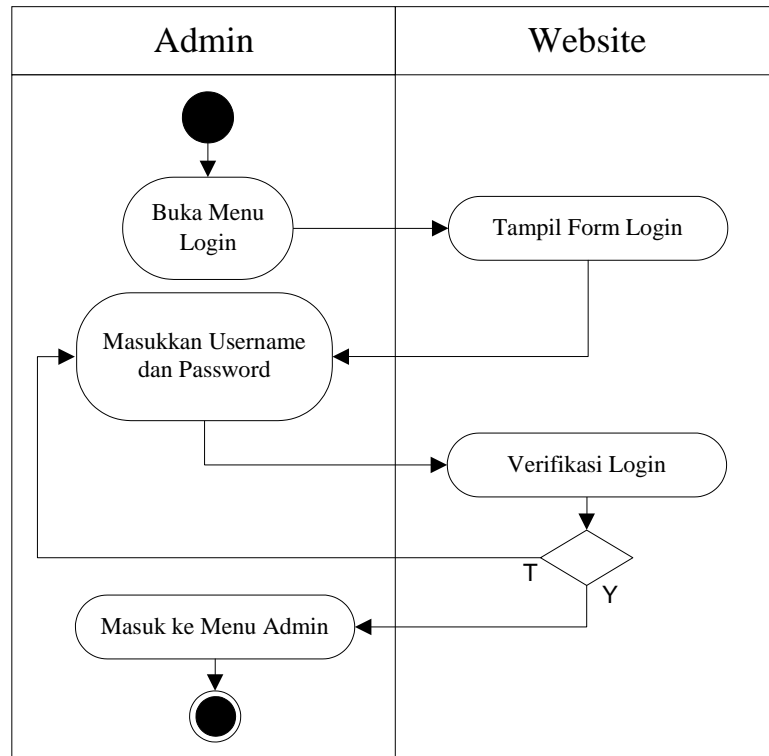 Admin
Website
Buka Menu
Login
Tampil Form Login
Masukkan Username
dan Password
Verifikasi Login
T
Y
Masuk ke Menu Admin